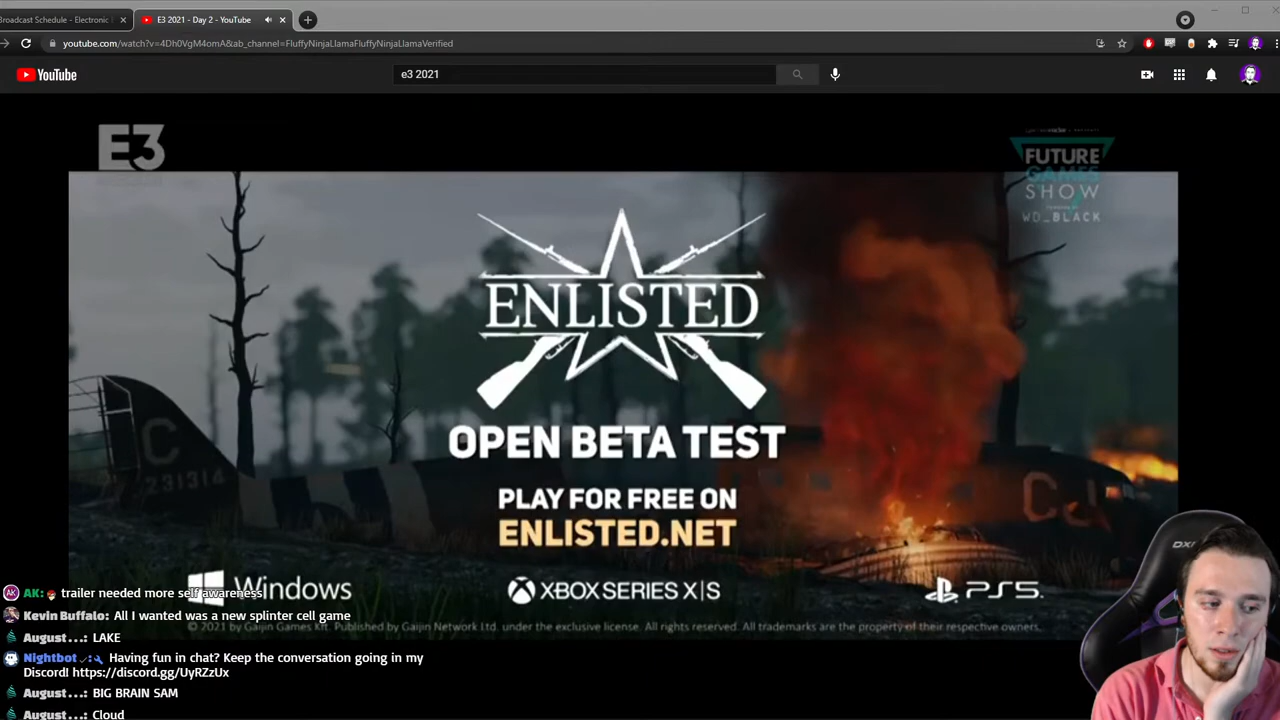 Broadcast Schedule - Electronic
E3 2021 - Day 2 - YouTube
youtube.com/watch?v=4Dh0VgM4omA&ab_channel=FluffyNinjaLlamaFluffyNinjaLlamaVerified
YouTube
e3 2021
E3
FUTURE
GAMES
SHOW
WD_BLACK
ENLISTED
OPEN BETA TEST
PLAY FOR FREE ON
ENLISTED.NET
C
231314
Windows
XBOX SERIES X|S
PS5.
© 2021 by Gaijin Games Kft. Published by Gaijin Network Ltd. under the exclusive license. All rights reserved. All trademarks are the property of their respective owners.
AK: trailer needed more self awareness
Kevin Buffalo: All I wanted was a new splinter cell game
August...: LAKE
Nightbot: Having fun in chat? Keep the conversation going in my
Discord! https://discord.gg/UyRZzUx
August...: BIG BRAIN SAM
August...: Cloud